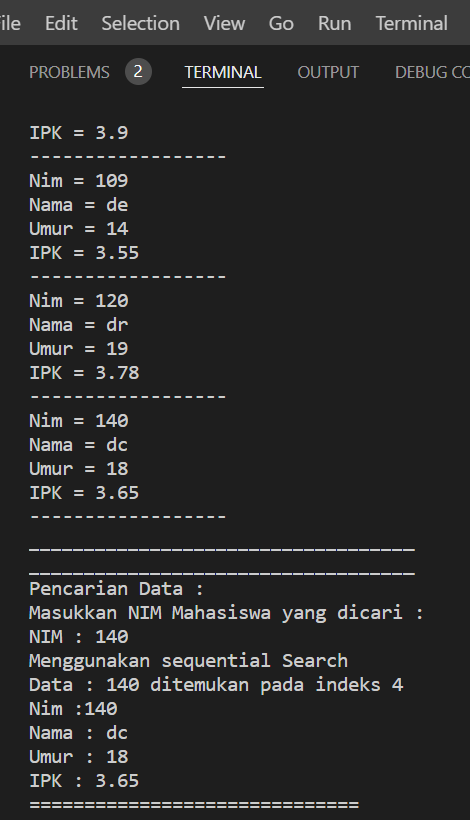 ile Edit Selection View Go Run Terminal
PROBLEMS 2 TERMINAL OUTPUT DEBUG CO
IPK = 3.9
------------------
Nim = 109
Nama = de
Umur = 14
IPK = 3.55
------------------
Nim = 120
Nama = dr
Umur = 19
IPK = 3.78
------------------
Nim = 140
Nama = dc
Umur = 18
IPK = 3.65
------------------
___________________________________
___________________________________
Pencarian Data :
Masukkan NIM Mahasiswa yang dicari :
NIM : 140
Menggunakan sequential Search
Data : 140 ditemukan pada indeks 4
Nim :140
Nama : dc
Umur : 18
IPK : 3.65
==============================